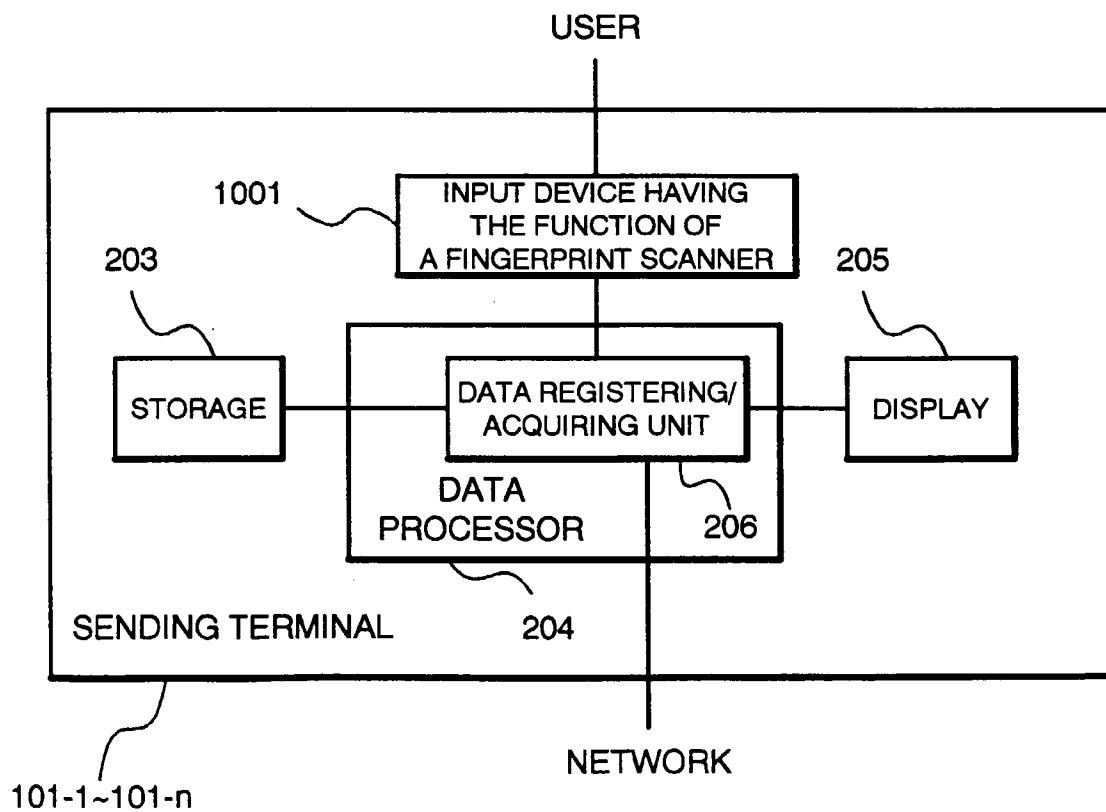 USER
1001
INPUT DEVICE HAVING
THE FUNCTION OF
A FINGERPRINT SCANNER
203
205
STORAGE
DATA REGISTERING/
ACQUIRING UNIT
DISPLAY
DATA
PROCESSOR
206
SENDING TERMINAL
204
NETWORK
101-1~101-n